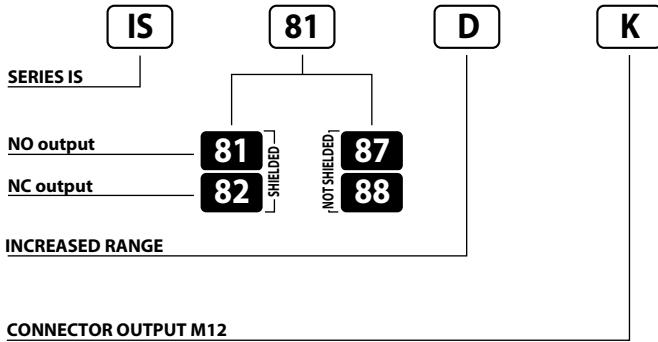 IS 81 D K
SERIES IS
NO output 81 SHIELDED NOT SHIELDED 87
NC output 82 88
INCREASED RANGE
CONNECTOR OUTPUT M12